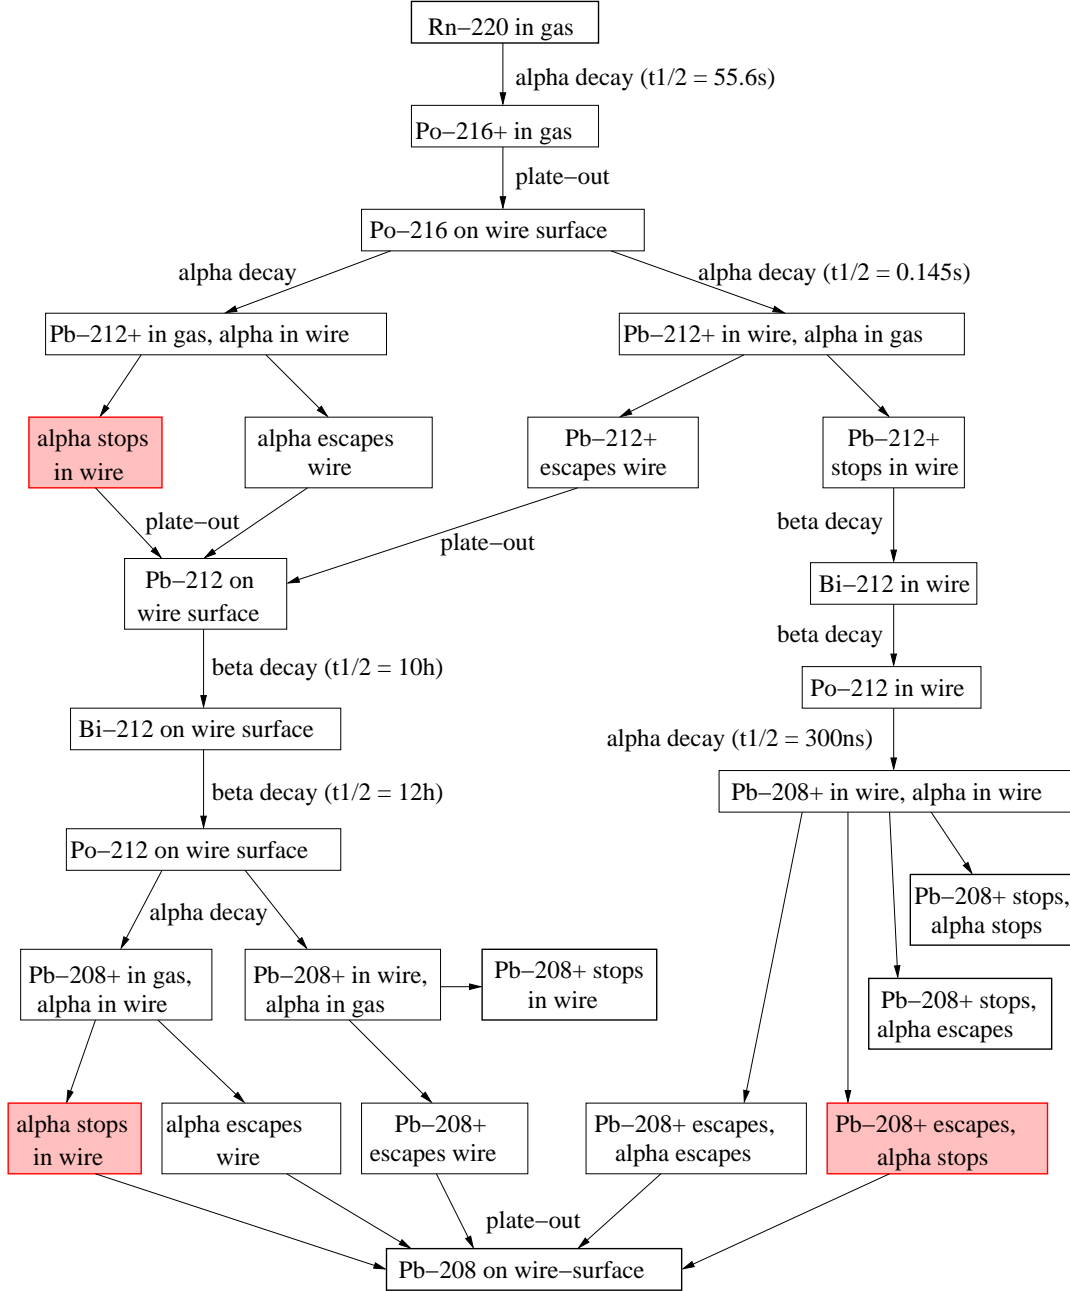 Rn−220 in gas
alpha decay (t1/2 = 55.6s)
Po−216+ in gas
plate−out
Po−216 on wire surface
alpha decay
alpha decay (t1/2 = 0.145s)
Pb−212+ in gas, alpha in wire
Pb−212+ in wire, alpha in gas
alpha stops
in wire
alpha escapes
wire
Pb−212+
escapes wire
Pb−212+
stops in wire
plate−out
plate−out
beta decay
Pb−212 on
wire surface
Bi−212 in wire
beta decay
beta decay (t1/2 = 10h)
Po−212 in wire
Bi−212 on wire surface
alpha decay (t1/2 = 300ns)
beta decay (t1/2 = 12h)
Pb−208+ in wire, alpha in wire
Po−212 on wire surface
alpha decay
Pb−208+ stops,
alpha stops
Pb−208+ in gas,
alpha in wire
Pb−208+ in wire,
alpha in gas
Pb−208+ stops
in wire
Pb−208+ stops,
alpha escapes
alpha stops
in wire
alpha escapes
wire
Pb−208+
escapes wire
Pb−208+ escapes,
alpha escapes
Pb−208+ escapes,
alpha stops
plate−out
Pb−208 on wire−surface